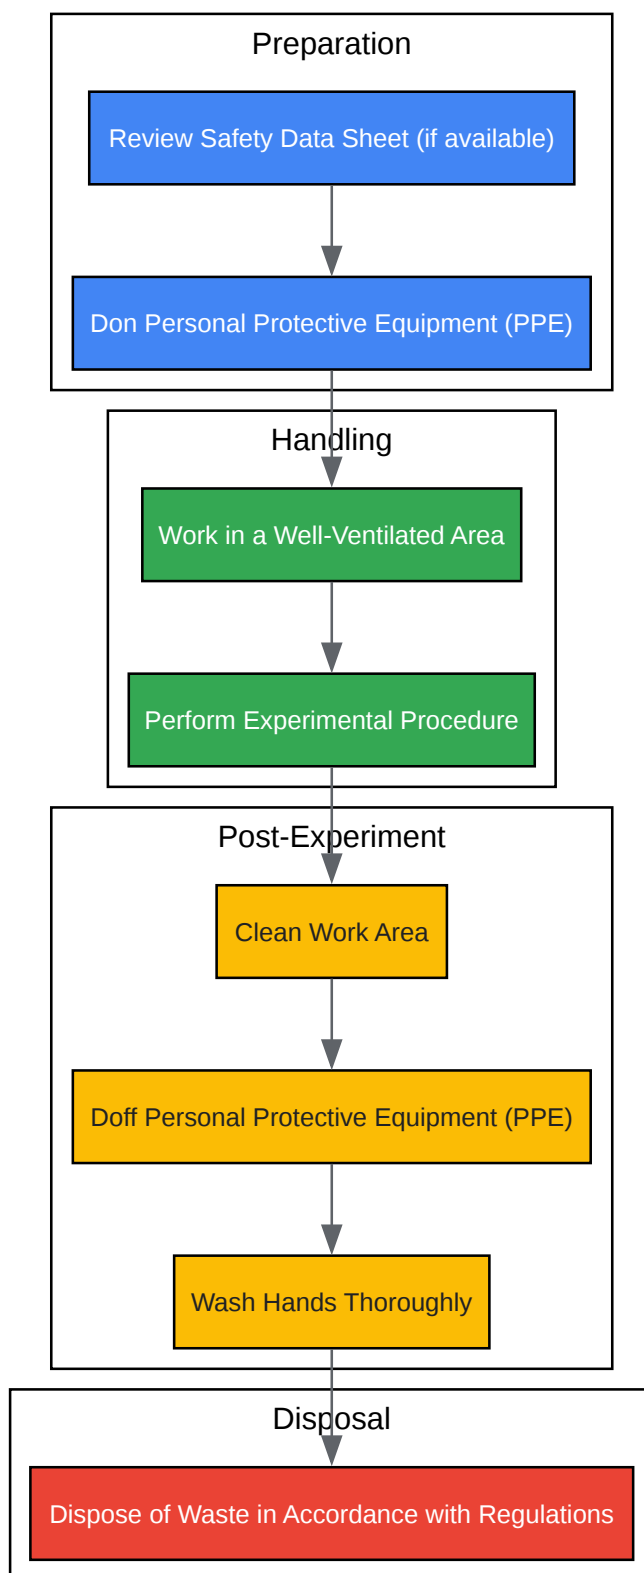 Preparation
Review Safety Data Sheet (if available)
Don Personal Protective Equipment (PPE)
Handling
Work in a Well-Ventilated Area
Perform Experimental Procedure
Post-Experiment
Clean Work Area
Doff Personal Protective Equipment (PPE)
Wash Hands Thoroughly
Disposal
Dispose of Waste in Accordance with Regulations